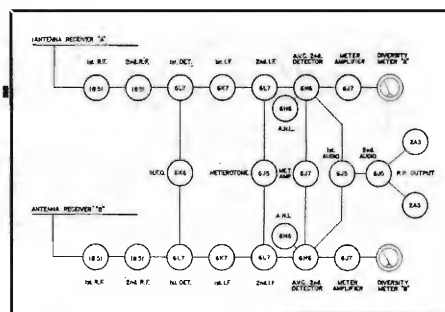 ANTENNA RECEIVER "A"
1st. R.F. 2nd. R.F. 1st. DET. 1st. I.F. 2nd. I.F. A.V.C. 2nd. DETECTOR METER AMPLIFIER DIVERSITY METER "A"
1851 1851 6L7 6K7 6L7 6H6 6J7
6H6
A.N.L.
2A3
1st. AUDIO
2nd. AUDIO
H.F.O. 6K6 HETEROTONE 6J5 MET. AMP. 6J7 6J5 6J5 P.P. OUTPUT
2A3
A.N.L.
6H6
ANTENNA RECEIVER "B"
1851 1851 6L7 6K7 6L7 6H6 6J7
1st. R.F. 2nd. R.F. 1st. DET. 1st. I.F. 2nd. I.F. A.V.C. 2nd. DETECTOR METER AMPLIFIER DIVERSITY METER "B"